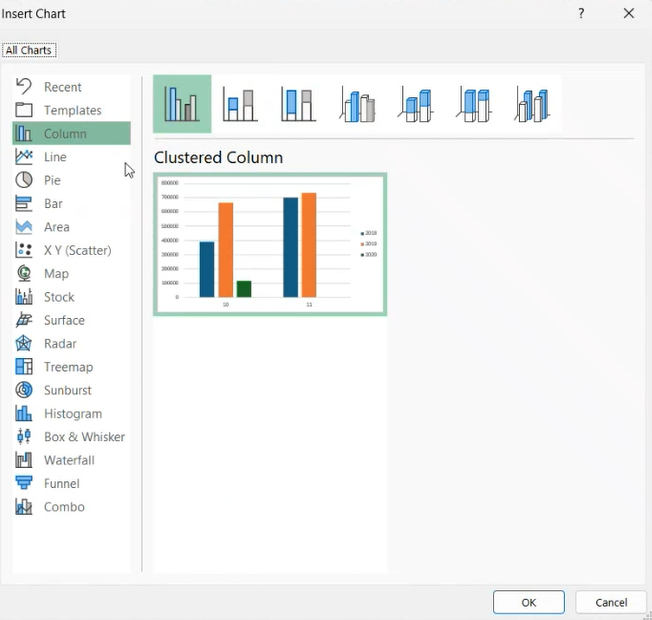 Insert Chart
?
All Charts
Recent
Templates
Column
Line
Pie
Bar
Area
X Y (Scatter)
Map
Stock
Surface
Radar
Treemap
Sunburst
Histogram
Box & Whisker
Waterfall
Funnel
Combo
Clustered Column
800000
700000
600000
500000
400000
300000
200000
100000
0
10
11
2018
2019
2020
OK
Cancel